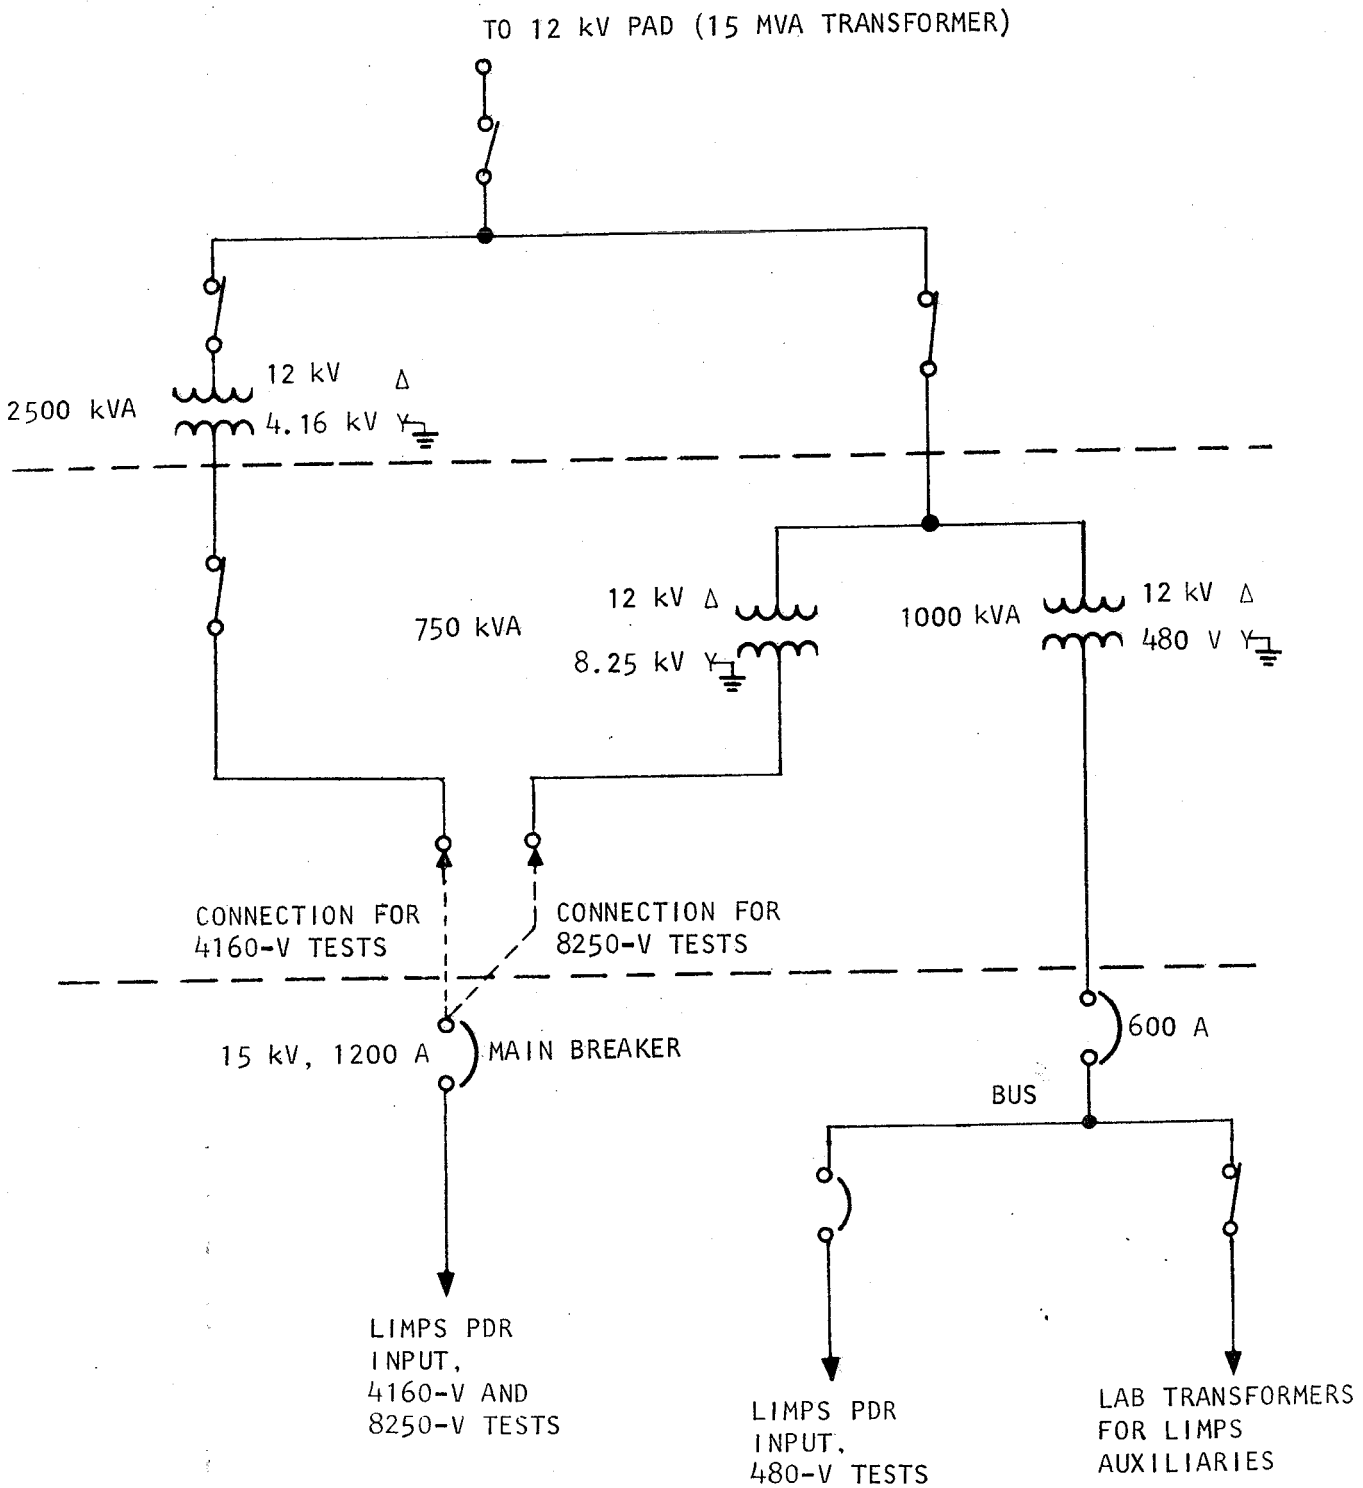 TO 12 kV PAD (15 MVA TRANSFORMER)
12 kV Δ
2500 kVA
4.16 kV Y
12 kV Δ
750 kVA
8.25 kV Y
1000 kVA
12 kV Δ
480 V Y
CONNECTION FOR
4160-V TESTS
CONNECTION FOR
8250-V TESTS
15 kV, 1200 A
MAIN BREAKER
600 A
BUS
LIMPS PDR
INPUT,
4160-V AND
8250-V TESTS
LIMPS PDR
INPUT,
480-V TESTS
LAB TRANSFORMERS
FOR LIMPS
AUXILIARIES